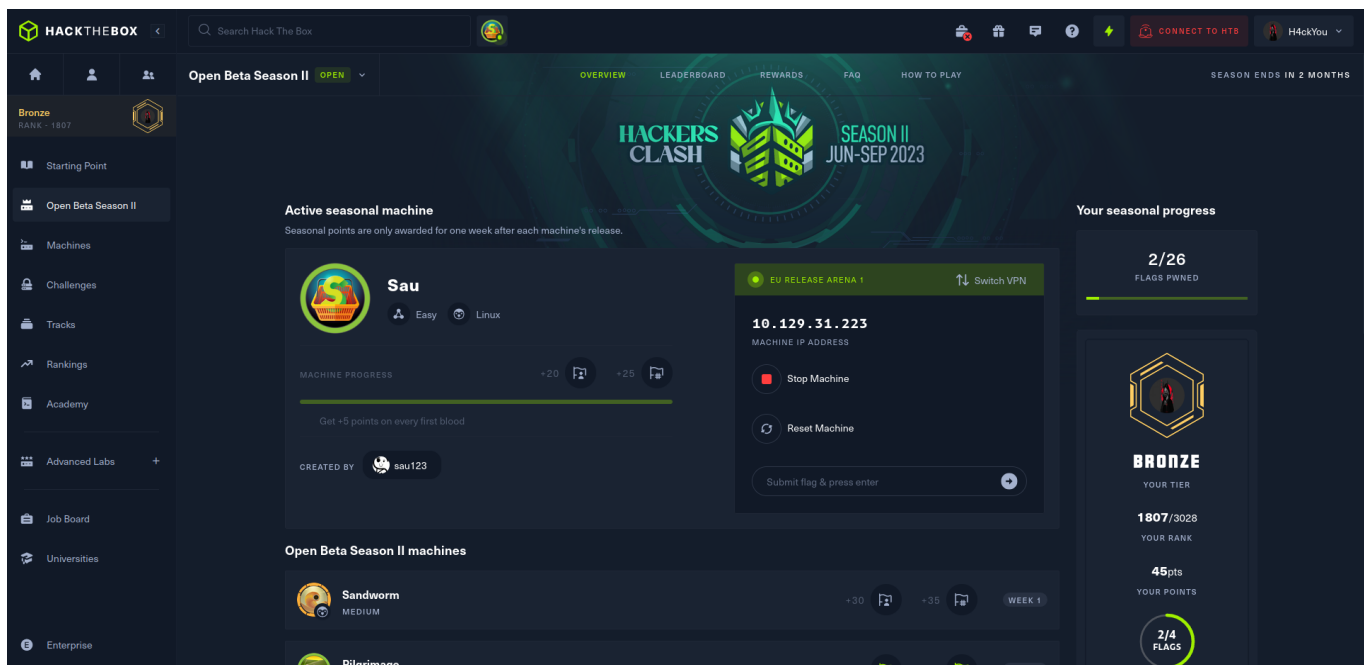 HACKTHEBOX
Search Hack The Box
CONNECT TO HTB
H4ckYou
Open Beta Season II OPEN
OVERVIEW LEADERBOARD REWARDS FAQ HOW TO PLAY
SEASON ENDS IN 2 MONTHS
Bronze
RANK - 1807
Starting Point
Open Beta Season II
Machines
Challenges
Tracks
Rankings
Academy
Advanced Labs +
Job Board
Universities
E Enterprise
HACKERS
CLASH
SEASON II
JUN-SEP 2023
Active seasonal machine
Seasonal points are only awarded for one week after each machine's release.
Sau
Easy Linux
MACHINE PROGRESS +20 +25
Get +5 points on every first blood
CREATED BY sau123
EU RELEASE ARENA 1 Switch VPN
10.129.31.223
MACHINE IP ADDRESS
Stop Machine
Reset Machine
Submit flag & press enter
Open Beta Season II machines
Sandworm
MEDIUM
+30 +35 WEEK 1
Pilgrimage
Your seasonal progress
2/26
FLAGS PWNED
BRONZE
YOUR TIER
1807/3028
YOUR RANK
45pts
YOUR POINTS
2/4
FLAGS